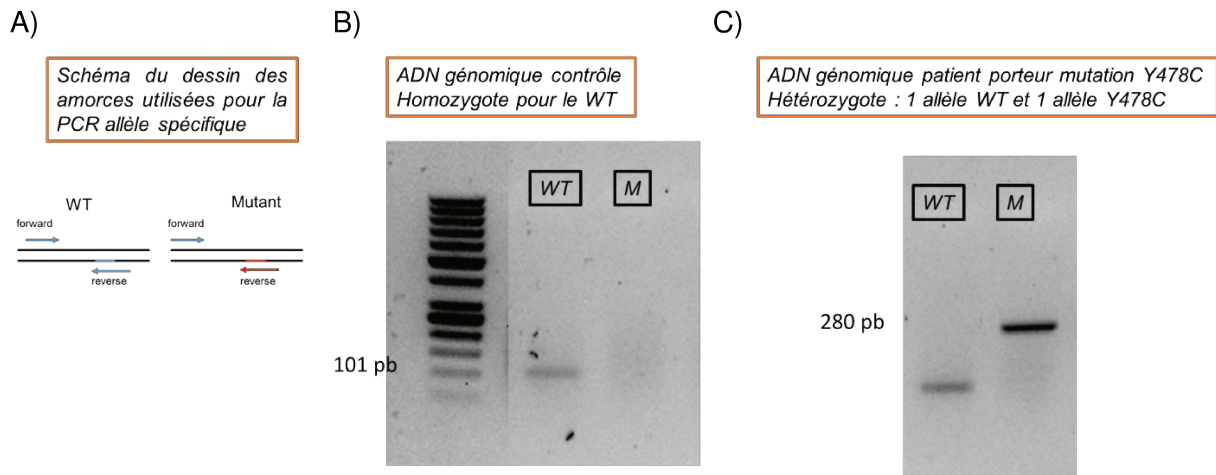 A)
Schéma du dessin des
amorces utilisées pour la
PCR allèle spécifique
WT
forward
reverse
Mutant
forward
reverse
B)
ADN génomique contrôle
Homozygote pour le WT
WT
M
101 pb
C)
ADN génomique patient porteur mutation Y478C
Hétérozygote : 1 allèle WT et 1 allèle Y478C
WT
M
280 pb